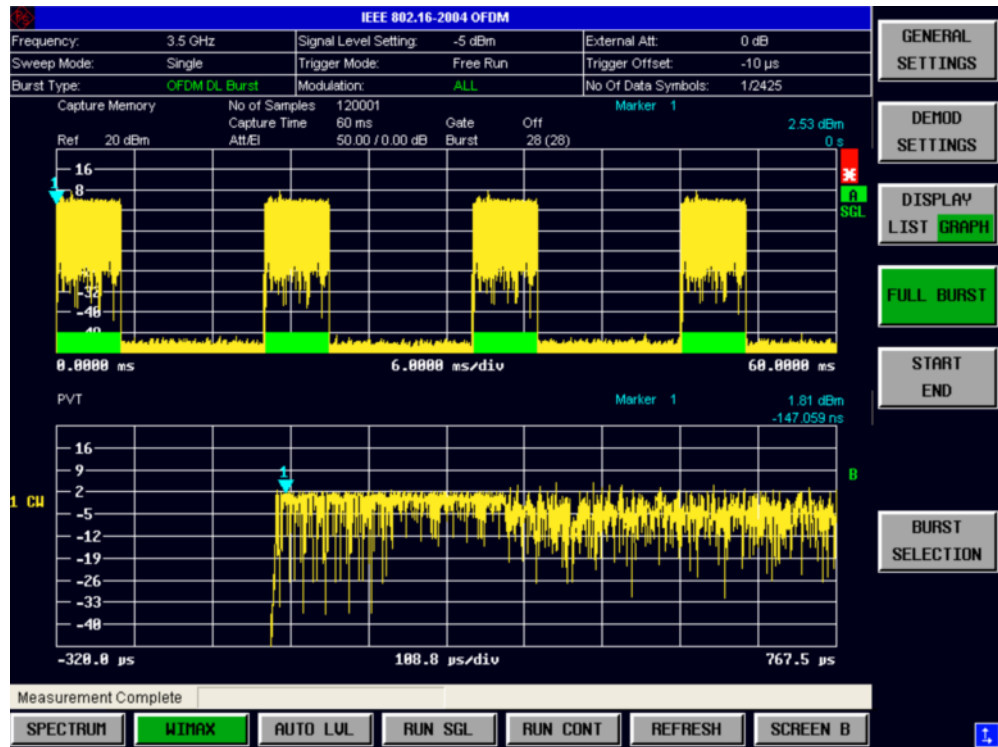 IEEE 802.16-2004 OFDM
Frequency: 3.5 GHz Signal Level Setting: -5 dBm External Att: 0 dB
Sweep Mode: Single Trigger Mode: Free Run Trigger Offset: -10 µs
Burst Type: OFDM DL Burst Modulation: ALL No Of Data Symbols: 1/2425
Capture Memory No of Samples 120001 Marker 1
Capture Time 60 ms Gate Off 2.53 dBm
Ref 20 dBm Att/El 50.00 / 0.00 dB Burst 28 (28) 0 s
16
1
8
A
SGL
-32
-40
0.0000 ms 6.0000 ms/div 60.0000 ms
PVT Marker 1 1.81 dBm
-147.059 ns
16
9
1
B
2
1 CW
-5
-12
-19
-26
-33
-40
-320.0 µs 108.8 µs/div 767.5 µs
Measurement Complete
SPECTRUM WIMAX AUTO LVL RUN SGL RUN CONT REFRESH SCREEN B
GENERAL
SETTINGS
DEMOD
SETTINGS
DISPLAY
LIST GRAPH
FULL BURST
START
END
BURST
SELECTION